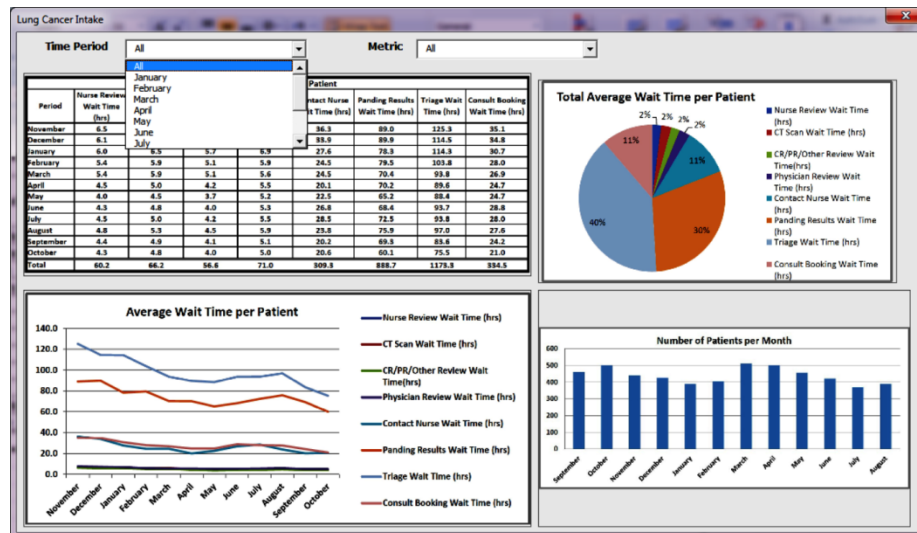 Lung Cancer Intake
Time Period All Metric All
All
January
February
March
April
May
June
July
Patient
Period Nurse Review Wait Time (hrs) Contact Nurse Wait Time (hrs) Panding Results Wait Time (hrs) Triage Wait Time (hrs) Consult Booking Wait Time (hrs)
November 6.5 36.3 89.0 125.3 35.1
December 6.1 33.9 89.9 114.5 34.8
January 6.0 6.5 5.7 6.9 27.6 78.3 114.3 30.7
February 5.4 5.9 5.1 5.9 24.5 79.5 103.8 28.0
March 5.4 5.9 5.1 5.6 24.5 70.4 93.8 26.9
April 4.5 5.0 4.2 5.5 20.1 70.2 89.6 24.7
May 4.0 4.5 3.7 5.2 22.5 65.2 88.4 24.7
June 4.3 4.8 4.0 5.3 26.8 68.4 93.7 28.8
July 4.5 5.0 4.2 5.5 28.5 72.5 93.8 28.0
August 4.8 5.3 4.5 5.9 23.8 75.9 97.0 27.6
September 4.4 4.9 4.1 5.1 20.2 69.3 83.6 24.2
October 4.3 4.8 4.0 5.0 20.6 60.1 75.5 21.0
Total 60.2 66.2 56.6 71.0 309.3 888.7 1173.3 334.5
Total Average Wait Time per Patient
2% 2% 2% 2%
11%
11%
40%
30%
Nurse Review Wait Time
(hrs)
CT Scan Wait Time (hrs)
CR/PR/Other Review Wait
Time (hrs)
Physician Review Wait
Time(hrs)
Contact Nurse Wait Time
(hrs)
Panding Results Wait Time
(hrs)
Triage Wait Time (hrs)
Consult Booking Wait Time
(hrs)
Average Wait Time per Patient
140.0
120.0
100.0
80.0
60.0
40.0
20.0
0.0
November December January February March April May June July August September October
Nurse Review Wait Time (hrs)
CT Scan Wait Time (hrs)
CR/PR/Other Review Wait
Time(hrs)
Physician Review Wait Time (hrs)
Contact Nurse Wait Time (hrs)
Panding Results Wait Time (hrs)
Triage Wait Time (hrs)
Consult Booking Wait Time (hrs)
Number of Patients per Month
600
500
400
300
200
100
0
September October November December January February March April May June July August